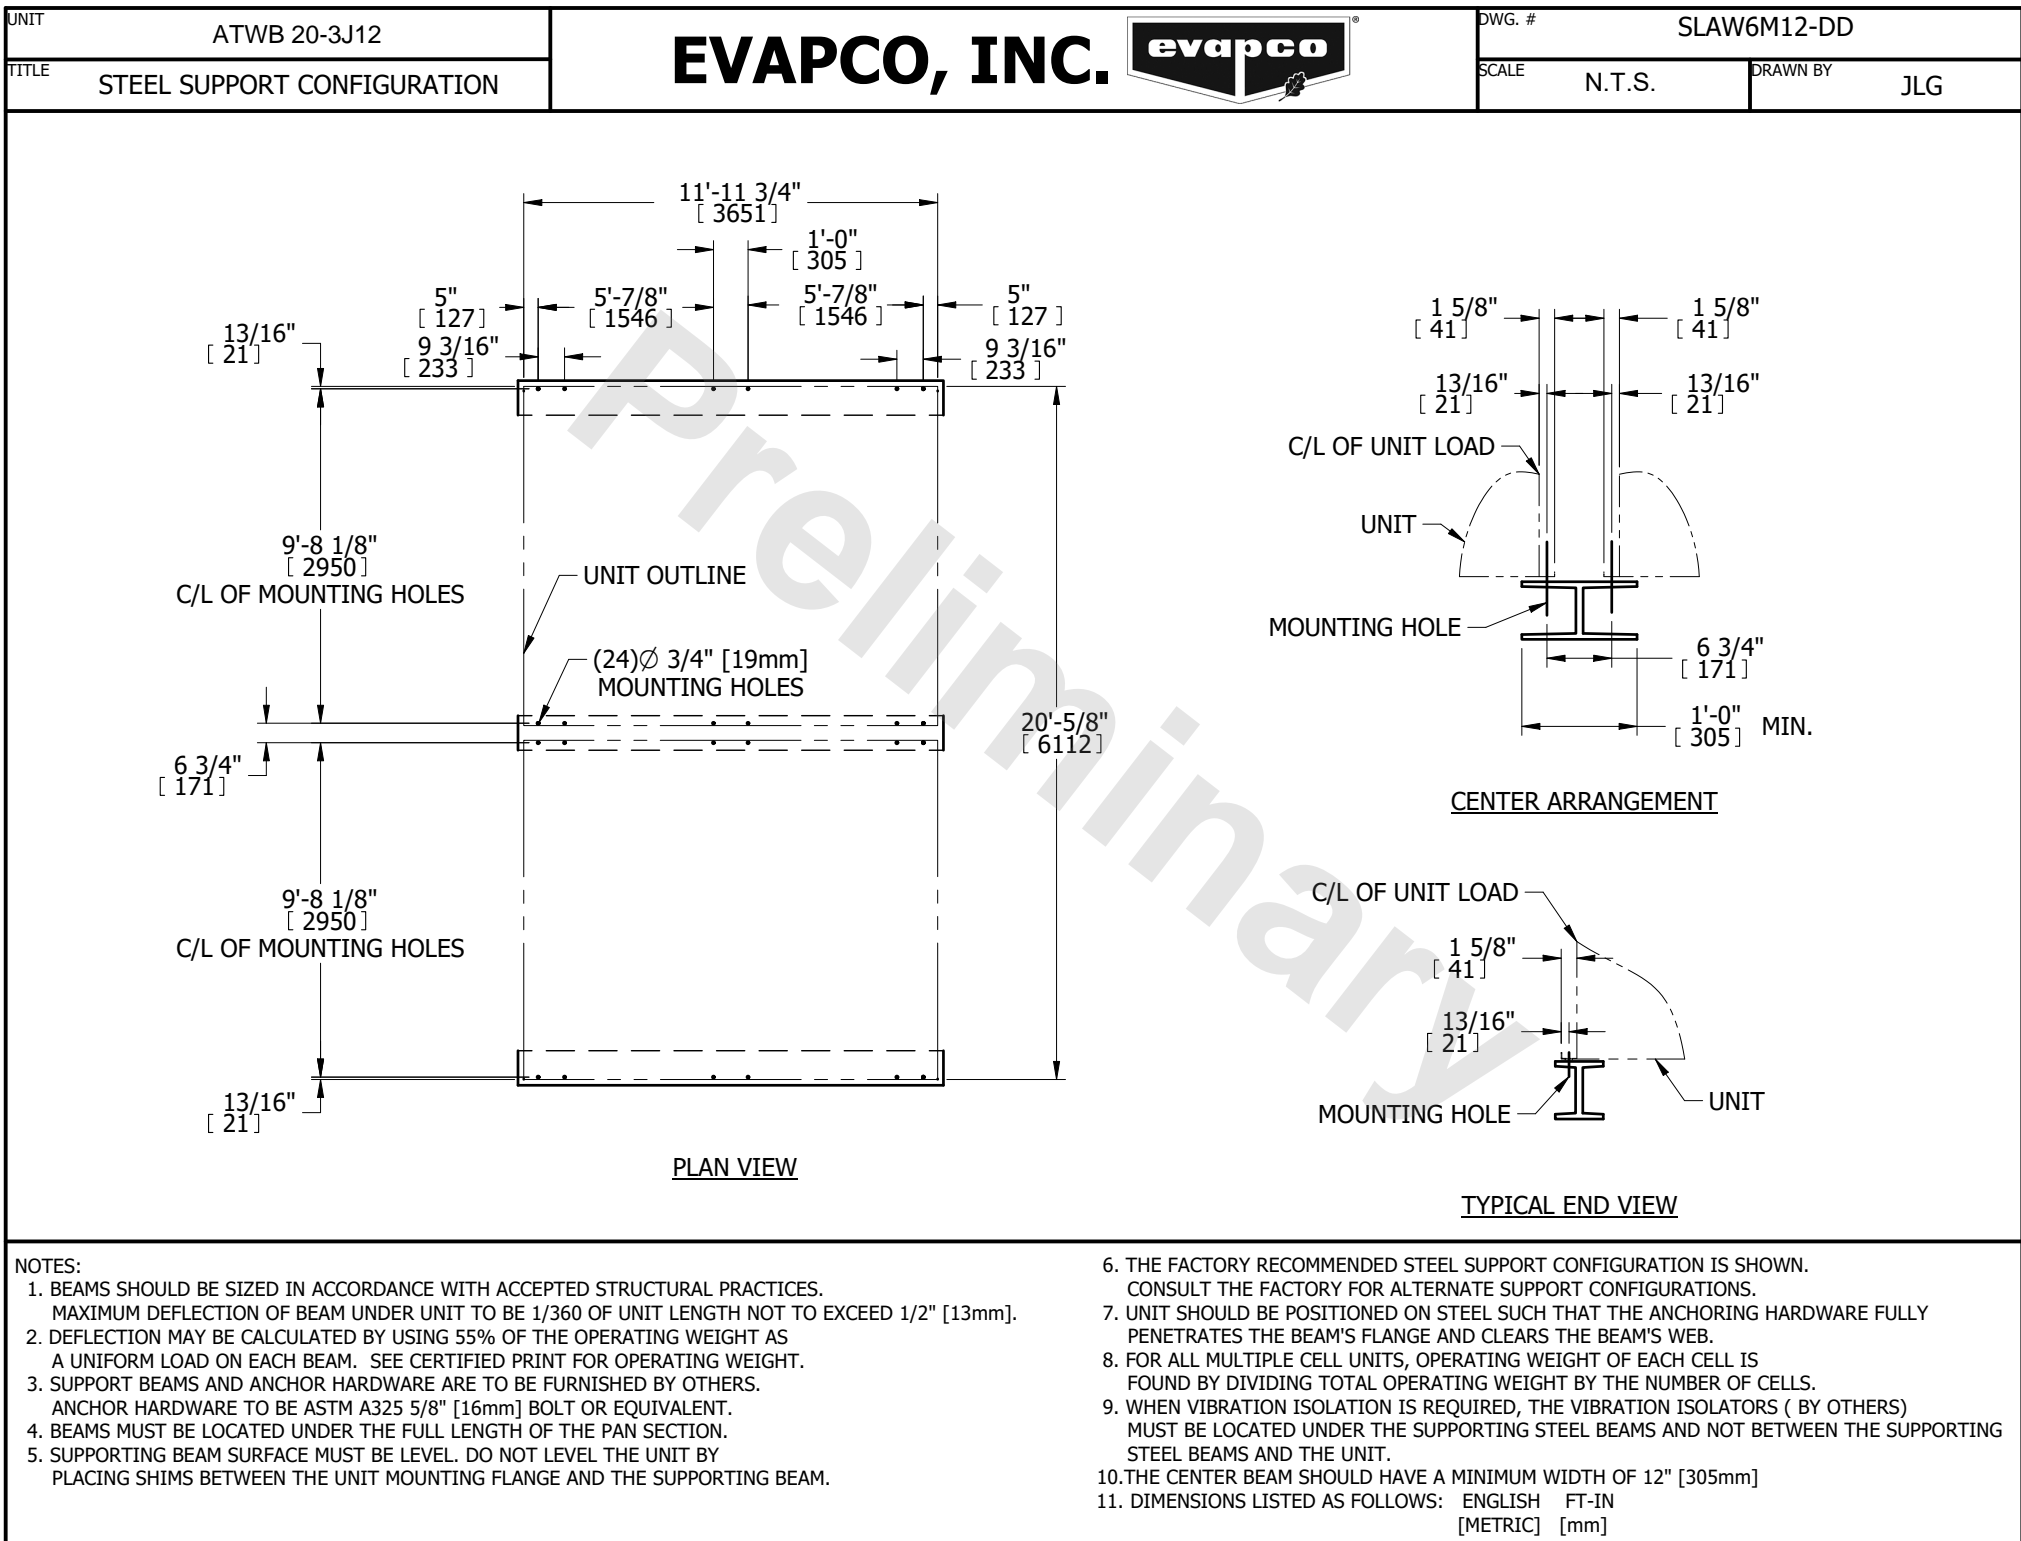 UNIT
ATWB 20-3J12
TITLE
STEEL SUPPORT CONFIGURATION
EVAPCO, INC.
evapco
®
DWG. #
SLAW6M12-DD
SCALE
N.T.S.
DRAWN BY
JLG
11'-11 3/4"
[ 3651 ]
1'-0"
[ 305 ]
5"
[ 127 ]
5'-7/8"
[ 1546 ]
5'-7/8"
[ 1546 ]
5"
[ 127 ]
13/16"
[ 21 ]
9 3/16"
[ 233 ]
9 3/16"
[ 233 ]
9'-8 1/8"
[ 2950 ]
C/L OF MOUNTING HOLES
UNIT OUTLINE
(24)∅ 3/4" [19mm]
MOUNTING HOLES
20'-5/8"
[ 6112 ]
6 3/4"
[ 171 ]
9'-8 1/8"
[ 2950 ]
C/L OF MOUNTING HOLES
13/16"
[ 21 ]
PLAN VIEW
1 5/8"
[ 41 ]
1 5/8"
[ 41 ]
13/16"
[ 21 ]
13/16"
[ 21 ]
C/L OF UNIT LOAD
UNIT
MOUNTING HOLE
6 3/4"
[ 171 ]
1'-0"
[ 305 ] MIN.
CENTER ARRANGEMENT
C/L OF UNIT LOAD
1 5/8"
[ 41 ]
13/16"
[ 21 ]
MOUNTING HOLE
UNIT
TYPICAL END VIEW
Preliminary
NOTES:
1. BEAMS SHOULD BE SIZED IN ACCORDANCE WITH ACCEPTED STRUCTURAL PRACTICES.
MAXIMUM DEFLECTION OF BEAM UNDER UNIT TO BE 1/360 OF UNIT LENGTH NOT TO EXCEED 1/2" [13mm].
2. DEFLECTION MAY BE CALCULATED BY USING 55% OF THE OPERATING WEIGHT AS
A UNIFORM LOAD ON EACH BEAM. SEE CERTIFIED PRINT FOR OPERATING WEIGHT.
3. SUPPORT BEAMS AND ANCHOR HARDWARE ARE TO BE FURNISHED BY OTHERS.
ANCHOR HARDWARE TO BE ASTM A325 5/8" [16mm] BOLT OR EQUIVALENT.
4. BEAMS MUST BE LOCATED UNDER THE FULL LENGTH OF THE PAN SECTION.
5. SUPPORTING BEAM SURFACE MUST BE LEVEL. DO NOT LEVEL THE UNIT BY
PLACING SHIMS BETWEEN THE UNIT MOUNTING FLANGE AND THE SUPPORTING BEAM.
6. THE FACTORY RECOMMENDED STEEL SUPPORT CONFIGURATION IS SHOWN.
CONSULT THE FACTORY FOR ALTERNATE SUPPORT CONFIGURATIONS.
7. UNIT SHOULD BE POSITIONED ON STEEL SUCH THAT THE ANCHORING HARDWARE FULLY
PENETRATES THE BEAM'S FLANGE AND CLEARS THE BEAM'S WEB.
8. FOR ALL MULTIPLE CELL UNITS, OPERATING WEIGHT OF EACH CELL IS
FOUND BY DIVIDING TOTAL OPERATING WEIGHT BY THE NUMBER OF CELLS.
9. WHEN VIBRATION ISOLATION IS REQUIRED, THE VIBRATION ISOLATORS ( BY OTHERS)
MUST BE LOCATED UNDER THE SUPPORTING STEEL BEAMS AND NOT BETWEEN THE SUPPORTING
STEEL BEAMS AND THE UNIT.
10.THE CENTER BEAM SHOULD HAVE A MINIMUM WIDTH OF 12" [305mm]
11. DIMENSIONS LISTED AS FOLLOWS: ENGLISH FT-IN
[METRIC] [mm]